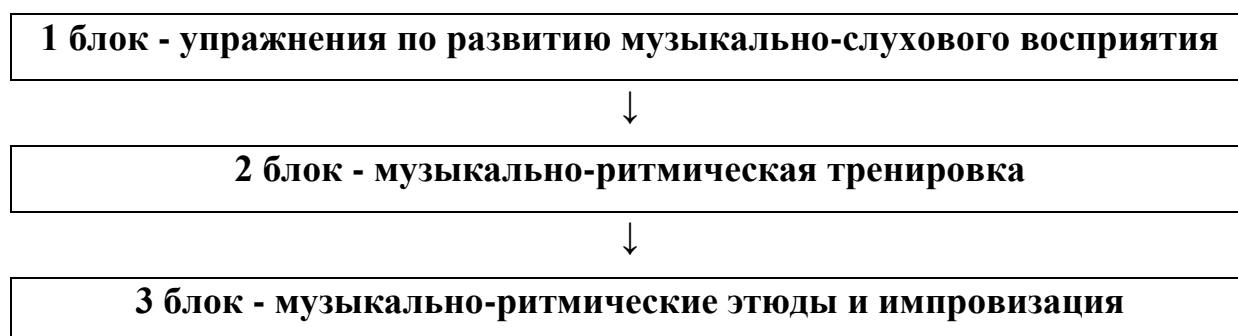 1 блок - упражнения по развитию музыкально-слухового восприятия
↓
2 блок - музыкально-ритмическая тренировка
↓
3 блок - музыкально-ритмические этюды и импровизация